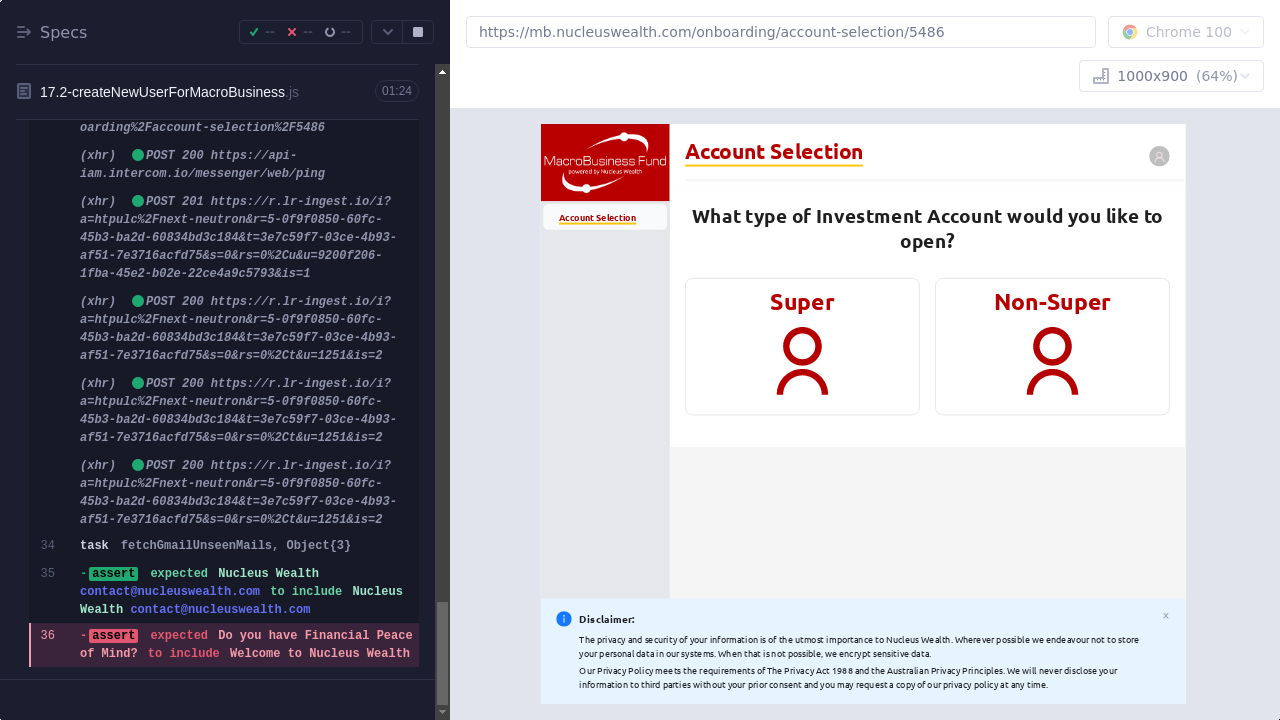 Specs
--
--
--
17.2-createNewUserForMacroBusiness.js
01:24
oarding%2Faccount-selection%2F5486
(xhr) POST 200 https://api-
iam.intercom.io/messenger/web/ping
(xhr) POST 201 https://r.lr-ingest.io/i?
a=htpulc%2Fnext-neutron&r=5-0f9f0850-60fc-
45b3-ba2d-60834bd3c184&t=3e7c59f7-03ce-4b93-
af51-7e3716acfd75&s=0&rs=0%2Cu&u=9200f206-
1fba-45e2-b02e-22ce4a9c5793&is=1
(xhr) POST 200 https://r.lr-ingest.io/i?
a=htpulc%2Fnext-neutron&r=5-0f9f0850-60fc-
45b3-ba2d-60834bd3c184&t=3e7c59f7-03ce-4b93-
af51-7e3716acfd75&s=0&rs=0%2Ct&u=1251&is=2
(xhr) POST 200 https://r.lr-ingest.io/i?
a=htpulc%2Fnext-neutron&r=5-0f9f0850-60fc-
45b3-ba2d-60834bd3c184&t=3e7c59f7-03ce-4b93-
af51-7e3716acfd75&s=0&rs=0%2Ct&u=1251&is=2
(xhr) POST 200 https://r.lr-ingest.io/i?
a=htpulc%2Fnext-neutron&r=5-0f9f0850-60fc-
45b3-ba2d-60834bd3c184&t=3e7c59f7-03ce-4b93-
af51-7e3716acfd75&s=0&rs=0%2Ct&u=1251&is=2
34 task fetchGmailUnseenMails, Object{3}
35 -assert expected Nucleus Wealth
contact@nucleuswealth.com to include Nucleus
Wealth contact@nucleuswealth.com
36 -assert expected Do you have Financial Peace
of Mind? to include Welcome to Nucleus Wealth
https://mb.nucleuswealth.com/onboarding/account-selection/5486
Chrome 100
1000x900 (64%)
MacroBusiness Fund
powered by Nucleus Wealth
Account Selection
Account Selection
What type of Investment Account would you like to
open?
Super
Non-Super
Disclaimer:
The privacy and security of your information is of the utmost importance to Nucleus Wealth. Wherever possible we endeavour not to store
your personal data in our systems. When that is not possible, we encrypt sensitive data.
Our Privacy Policy meets the requirements of The Privacy Act 1988 and the Australian Privacy Principles. We will never disclose your
information to third parties without your prior consent and you may request a copy of our privacy policy at any time.